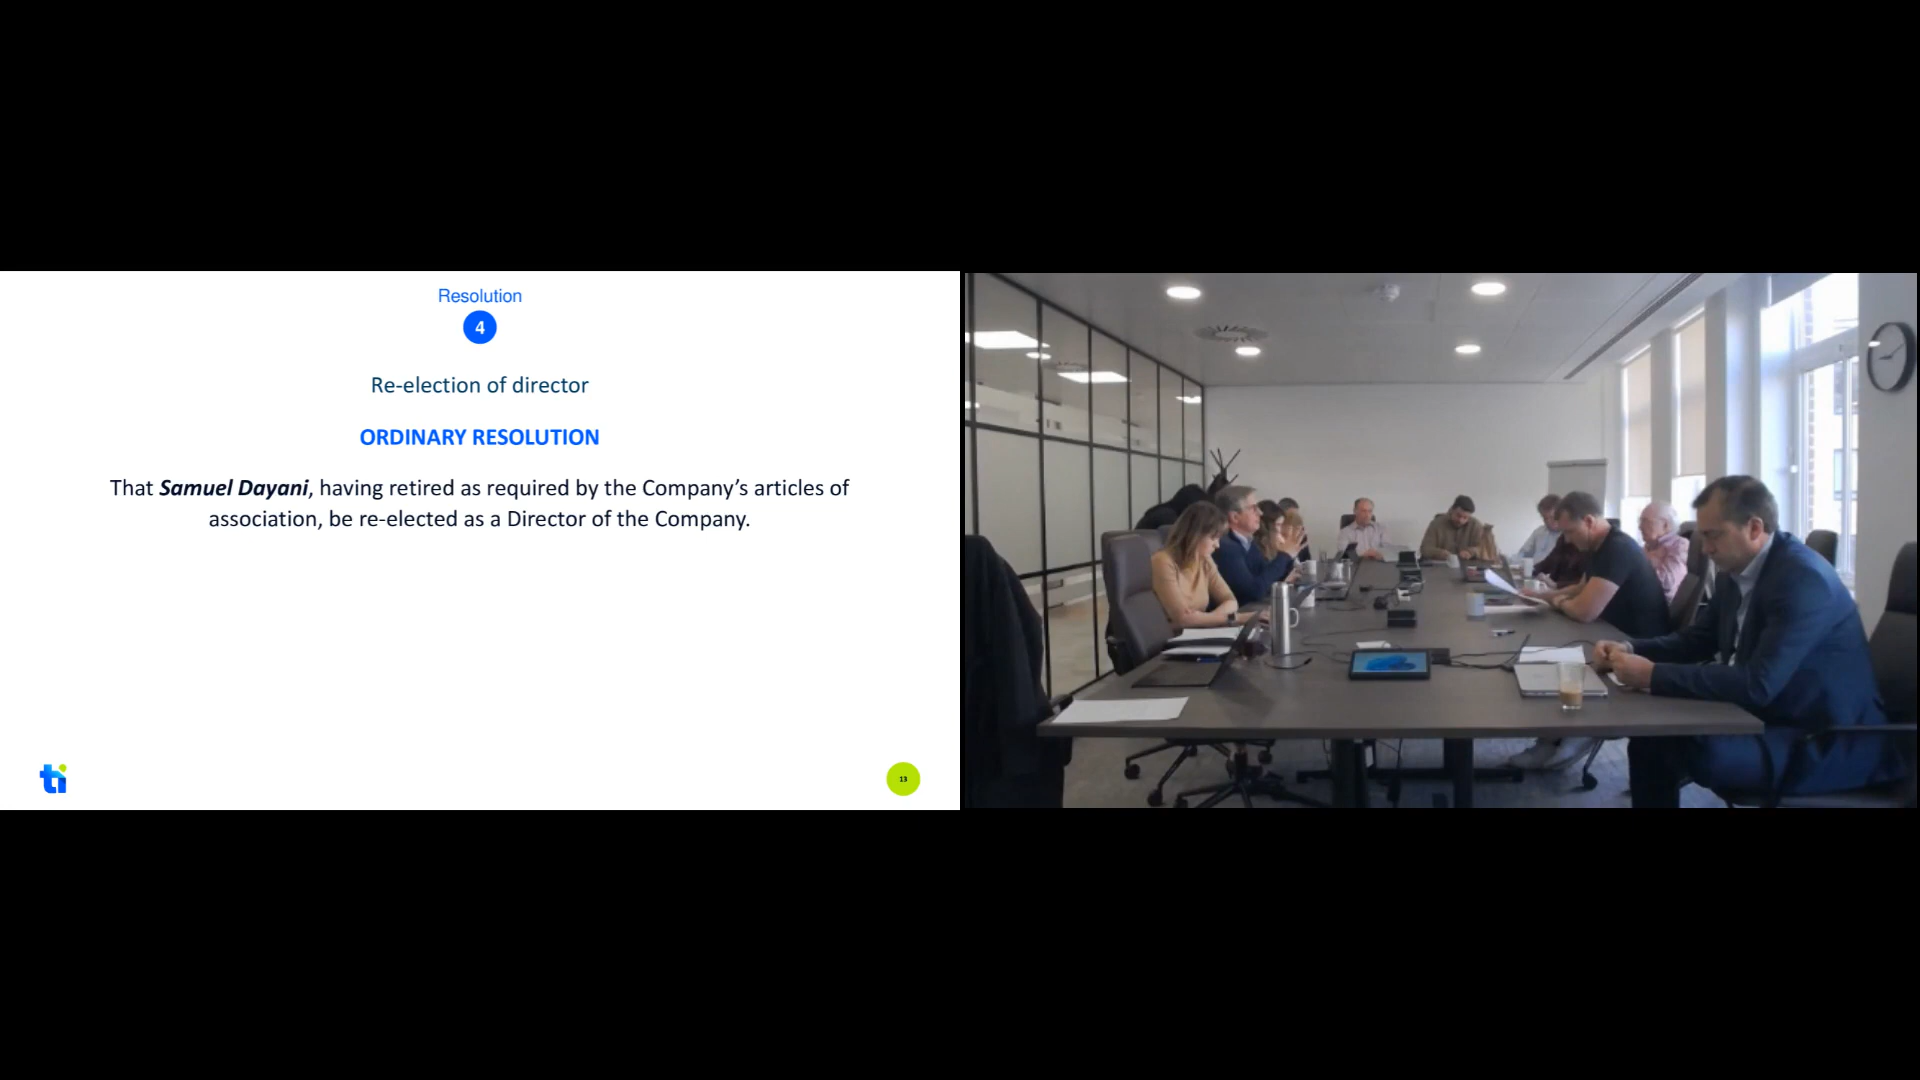 Resolution
4
Re-election of director
ORDINARY RESOLUTION
That Samuel Dayani, having retired as required by the Company’s articles of
association, be re-elected as a Director of the Company.
ti
13